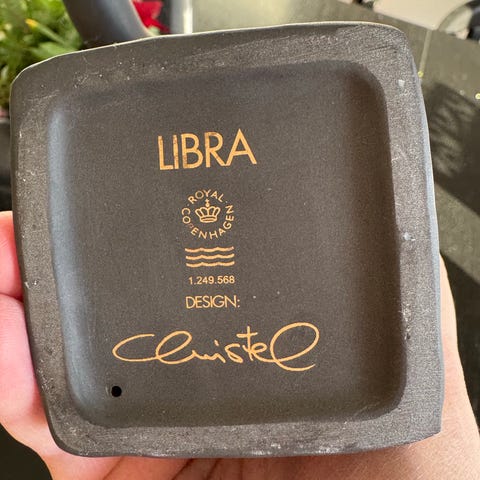 LIBRA
ROYAL COPENHAGEN
1.249.568
DESIGN:
Christel